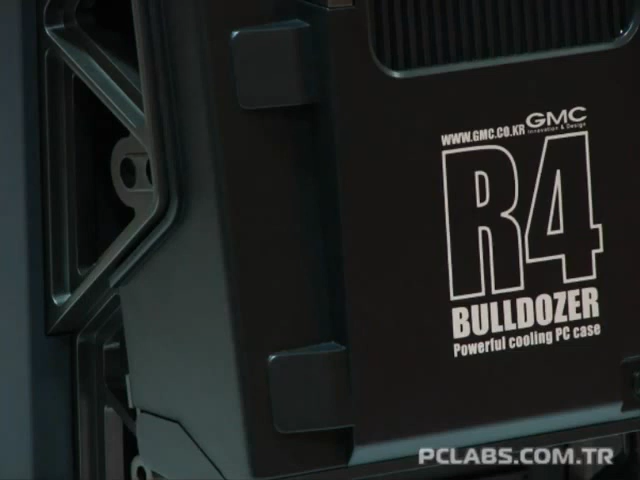 GMC
WWW.GMC.CO.KR Innovation & Design
R4
BULLDOZER
Powerful cooling PC case
PCLABS.COM.TR